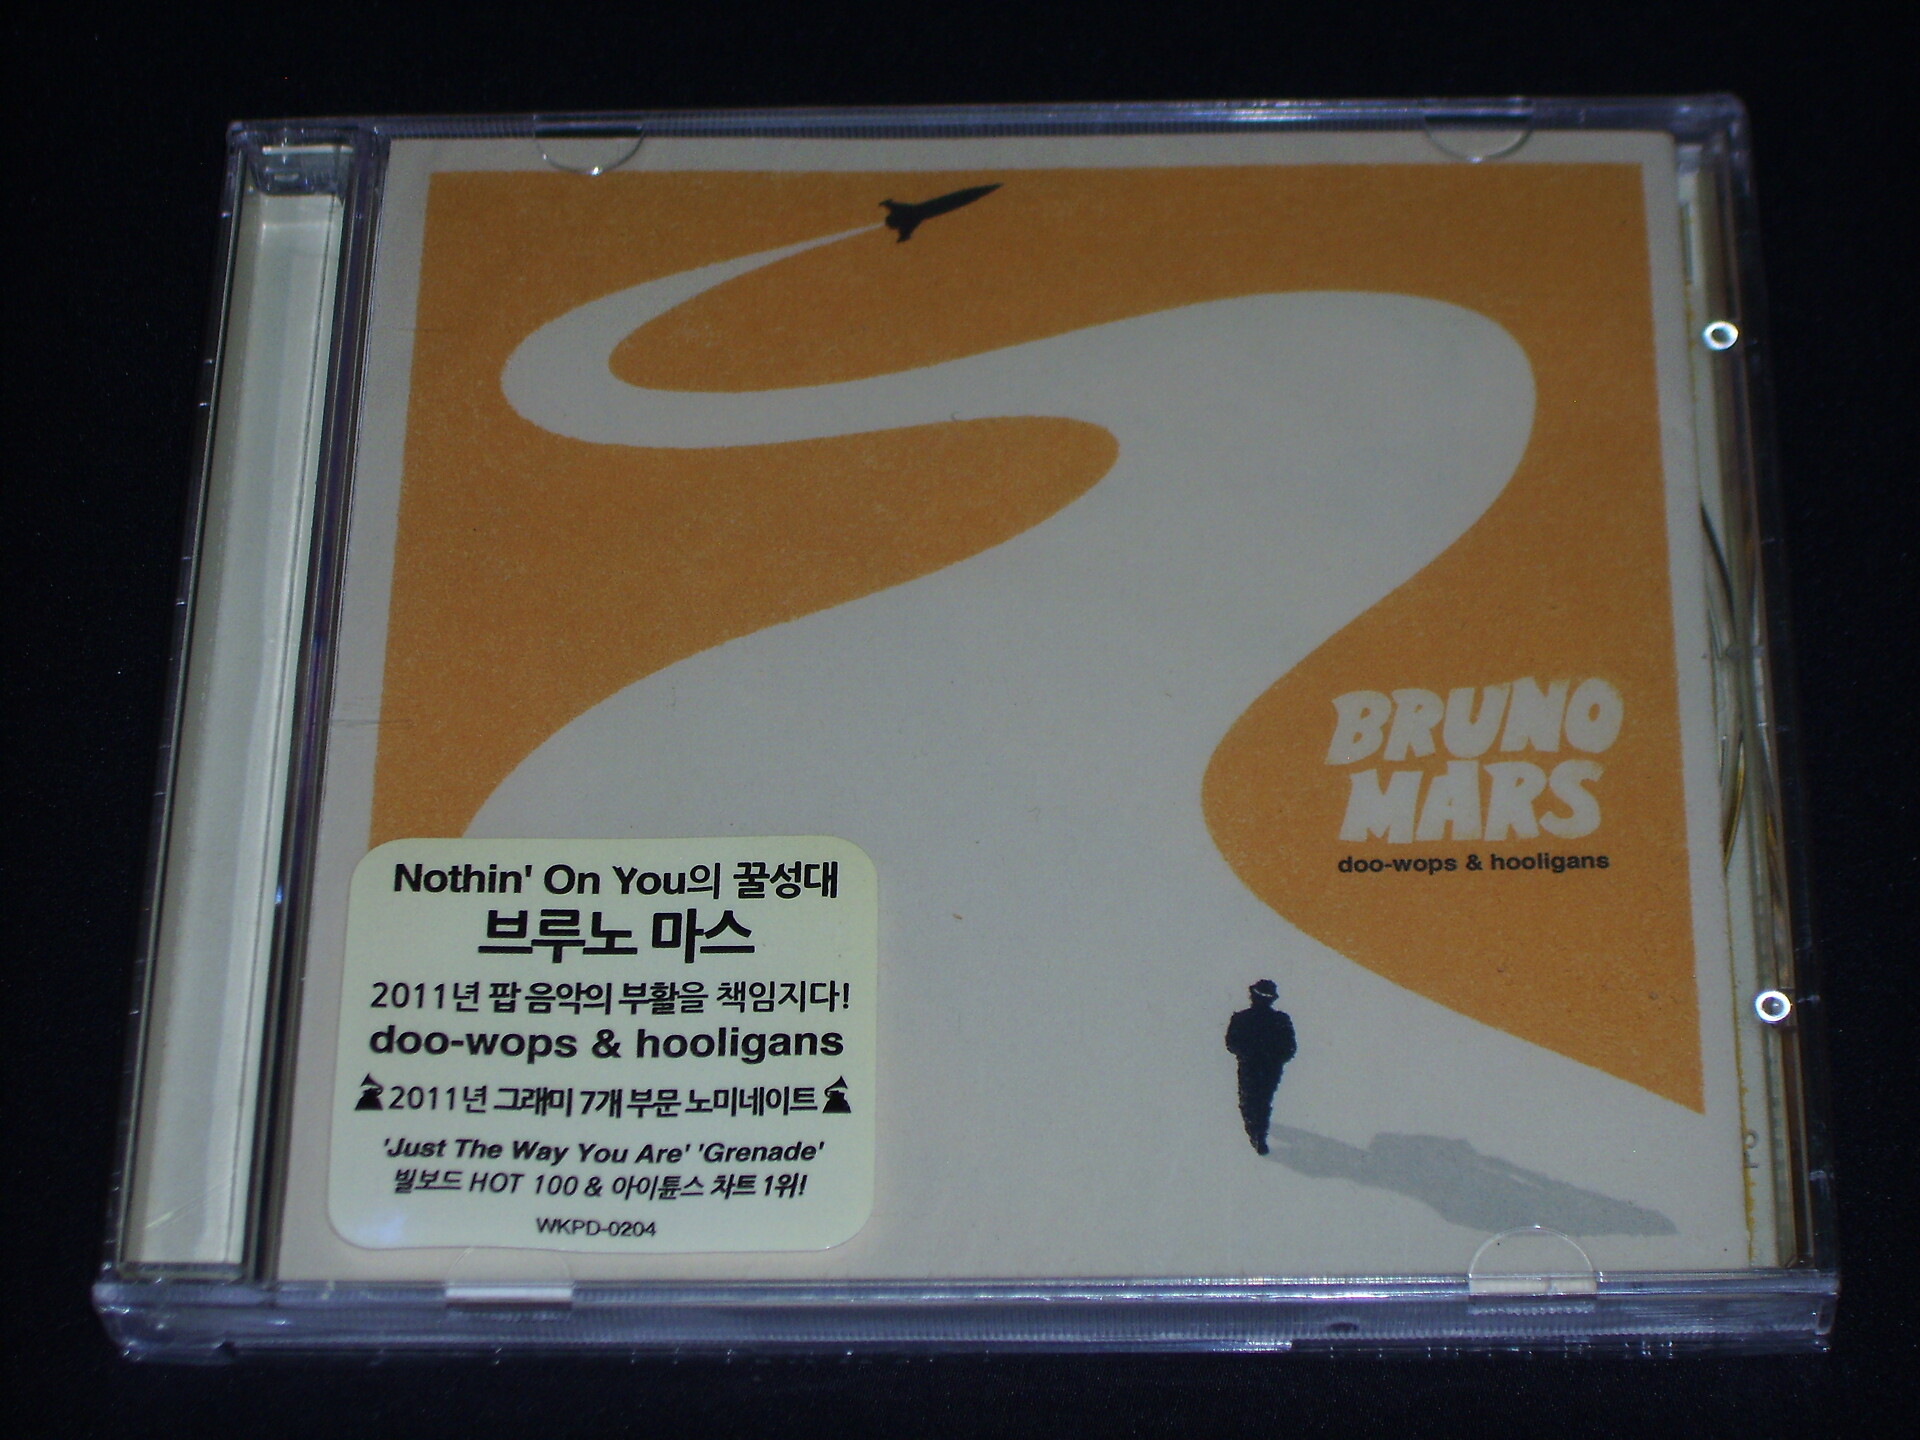 BRUNO
MARS
doo-wops & hooligans
Nothin' On You의 꿀성대
브루노 마스
2011년 팝 음악의 부활을 책임지다!
doo-wops & hooligans
2011년 그래미 7개 부문 노미네이트
'Just The Way You Are' 'Grenade'
빌보드 HOT 100 & 아이튠스 차트 1위!
WKPD-0204